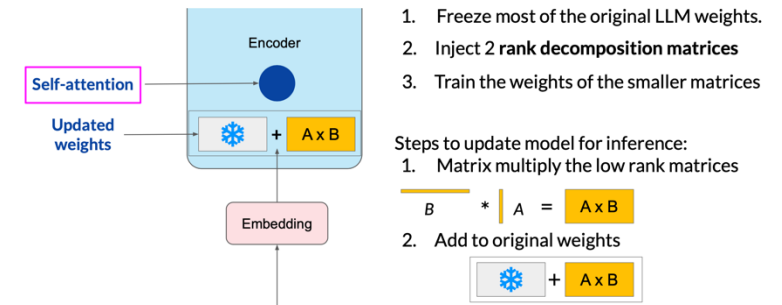 Encoder
Self-attention
Updated
weights
+ A x B
Embedding
1. Freeze most of the original LLM weights.
2. Inject 2 rank decomposition matrices
3. Train the weights of the smaller matrices
Steps to update model for inference:
1. Matrix multiply the low rank matrices
B * A = A x B
2. Add to original weights
+ A x B